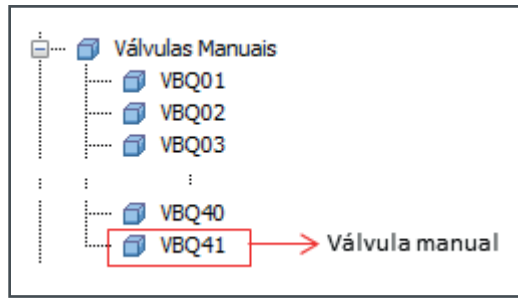 Válvulas Manuais
VBQ01
VBQ02
VBQ03
VBQ40
VBQ41 Válvula manual